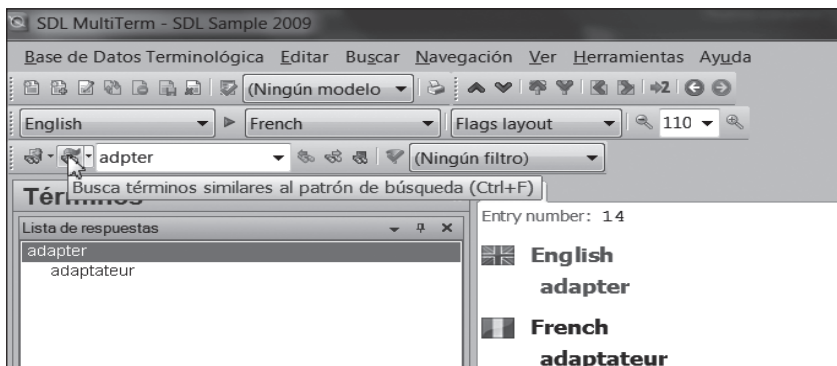 SDL MultiTerm - SDL Sample 2009
Base de Datos Terminológica Editar Buscar Navegación Ver Herramientas Ayuda
(Ningún modelo
English French Flags layout 110
adpter (Ningún filtro)
Busca términos similares al patrón de búsqueda (Ctrl+F)
Términos
Lista de respuestas
adapter
adaptateur
Entry number: 14
English
adapter
French
adaptateur